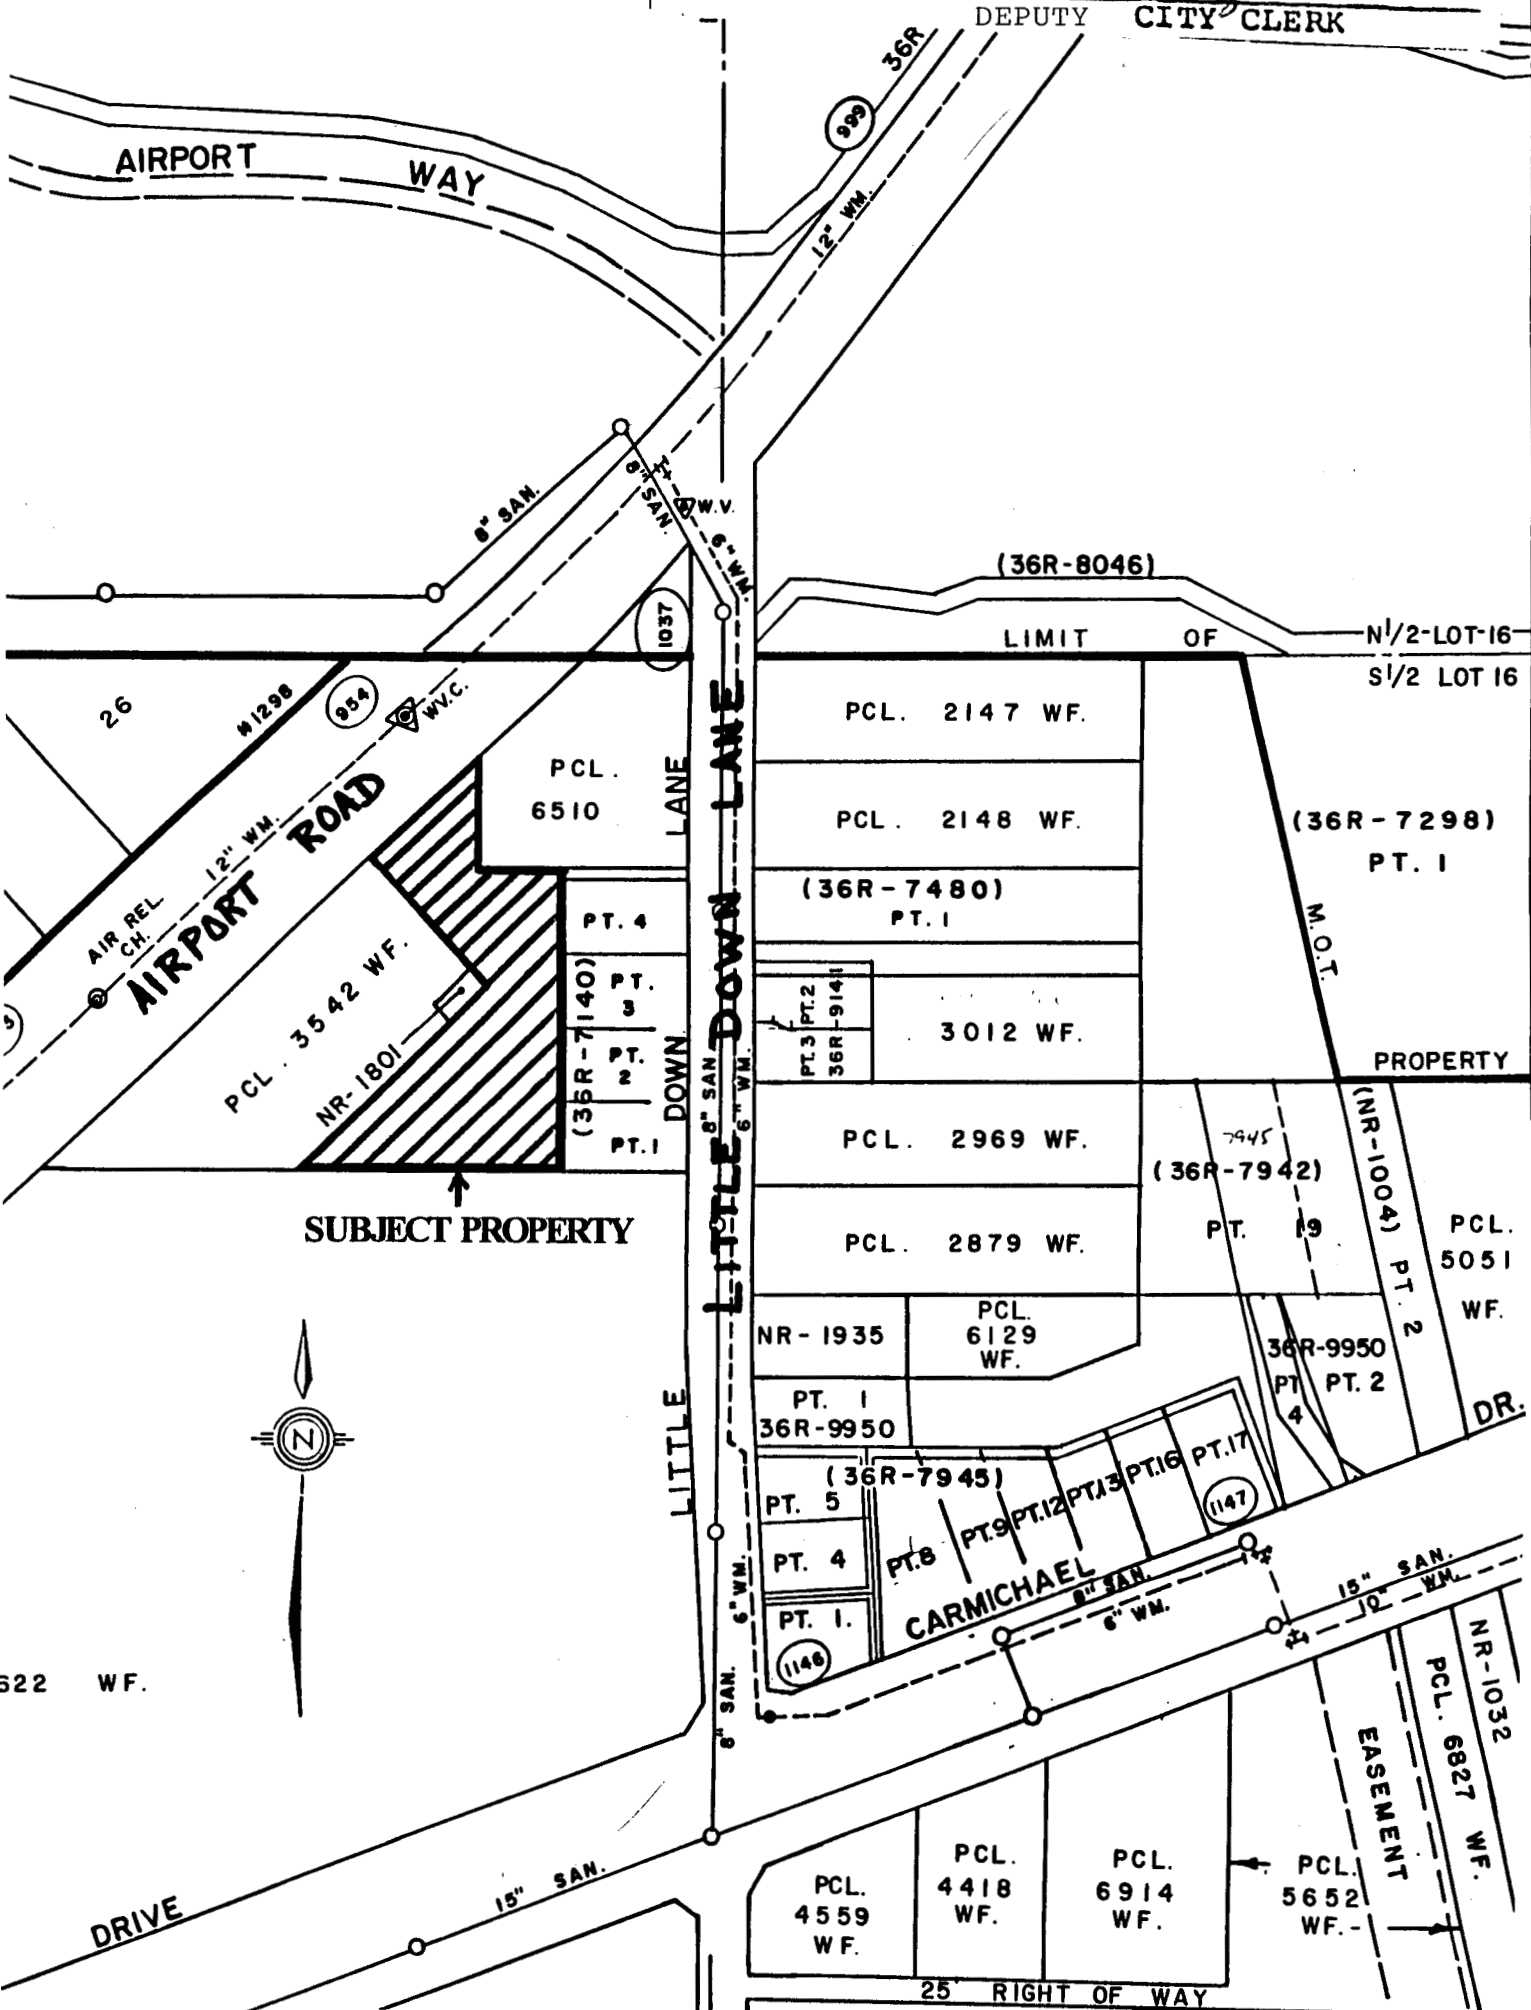 DEPUTY CITY CLERK
36R
999
AIRPORT WAY
12" WM.
8" SAN.
8" SAN.
W.V.
6" WM.
(36R-8046)
1037
LIMIT OF
N1/2-LOT-16
S1/2 LOT 16
26
#1298
954
WV.C.
PCL. 2147 WF.
PCL.
6510
LANE
LITTLE DOWN LANE
PCL. 2148 WF.
(36R-7298)
PT. 1
12" WM.
AIRPORT ROAD
AIR REL.
CH.
(36R-7480)
PT. 1
PT. 4
M.O.T.
PCL. 3542 WF.
(36R-7140)
PT.
3
PT.3 PT.2
36R-9141
3012 WF.
NR-1801
PT.
2
DOWN
8" SAN.
6" WM.
PROPERTY
PT. 1
PCL. 2969 WF.
7945
(36R-7942)
(NR-1004) PT. 2
SUBJECT PROPERTY
PCL. 2879 WF.
PT. 19
PCL.
5051
WF.
NR-1935
PCL.
6129
WF.
36R-9950
PT. 2
PT
4
N
LITTLE
PT. 1
36R-9950
DR.
(36R-7945)
PT. 5
PT. 4
PT. 1.
1146
PT.8
PT.9
PT.12
PT.13
PT.16
PT.17
1147
CARMICHAEL
8" SAN.
6" WM.
15" SAN.
WM.
6" WM.
8" SAN.
622 WF.
NR-1032
PCL. 6827 WF.
EASEMENT
DRIVE
15" SAN.
PCL.
4559
WF.
PCL.
4418
WF.
PCL.
6914
WF.
PCL.
5652
WF.-
25' RIGHT OF WAY